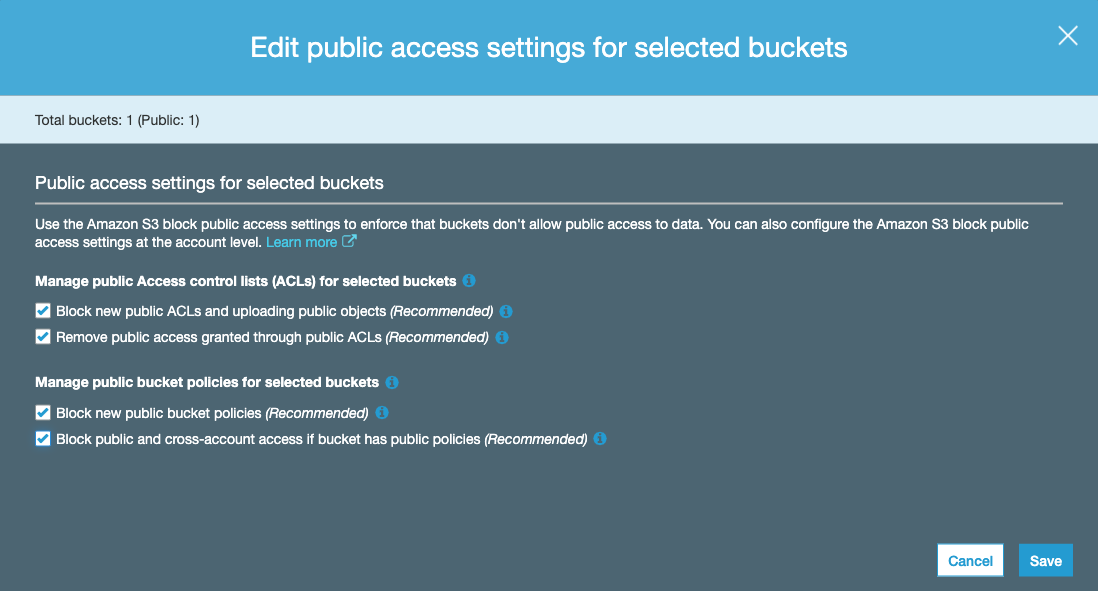 Edit public access settings for selected buckets
Total buckets: 1 (Public: 1)
Public access settings for selected buckets
Use the Amazon S3 block public access settings to enforce that buckets don't allow public access to data. You can also configure the Amazon S3 block public
access settings at the account level. Learn more
Manage public Access control lists (ACLs) for selected buckets
Block new public ACLs and uploading public objects (Recommended)
Remove public access granted through public ACLs (Recommended)
Manage public bucket policies for selected buckets
Block new public bucket policies (Recommended)
Block public and cross-account access if bucket has public policies (Recommended)
Cancel Save